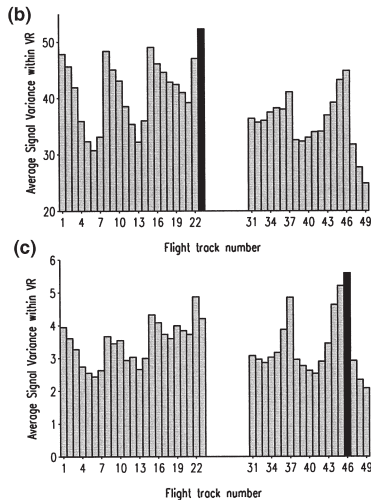 (b)
Average Signal Variance within VR
50
40
30
20
1 4 7 10 13 16 19 22 31 34 37 40 43 46 49
Flight track number
(c)
Average Signal Variance within VR
6
5
4
3
2
1
0
1 4 7 10 13 16 19 22 31 34 37 40 43 46 49
Flight track number